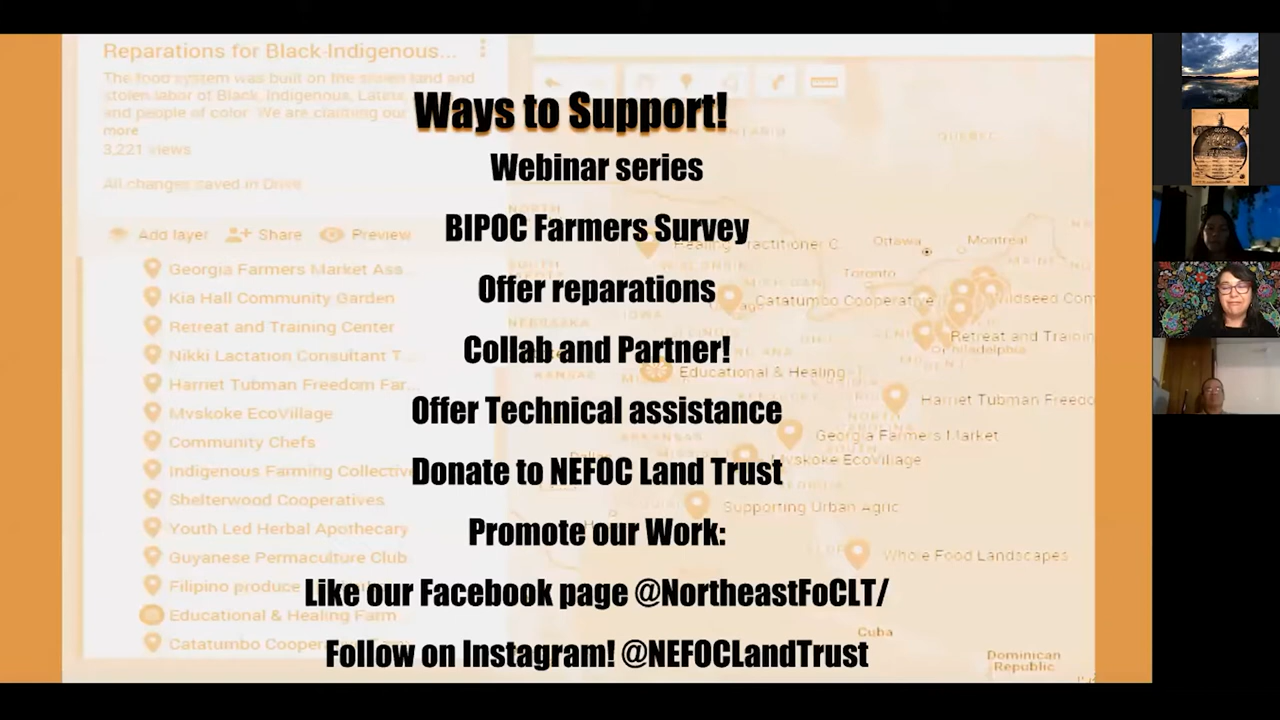 Ways to Support!
Webinar series
BIPOC Farmers Survey
Offer reparations
Collab and Partner!
Offer Technical assistance
Donate to NEFOC Land Trust
Promote our Work:
Like our Facebook page @NortheastFoCLT/
Follow on Instagram! @NEFOCLandTrust
Reparations for Black-Indigenous...
The food system was built on the stolen land and
stolen labor of Black, Indigenous, Latinx
and people of color. We are claiming our
more
3,221 views
All changes saved in Drive
Add layer
Share
Preview
Georgia Farmers Market Ass...
Kia Hall Community Garden
Retreat and Training Center
Nikki Lactation Consultant T...
Harriet Tubman Freedom Far...
Mvskoke EcoVillage
Community Chefs
Indigenous Farming Collective
Shelterwood Cooperatives
Youth Led Herbal Apothecary
Guyanese Permaculture Club
Filipino produce
Educational & Healing Farm
Catatumbo Cooperative
ONTARIO
QUEBEC
Healing Practitioner C
Ottawa
Montreal
MAINE
Toronto
Catatumbo Cooperative
Wildseed Com
Retreat and Trainin
Philadelphia
NEBRASKA
IOWA
KANSAS
Educational & Healing
Harriet Tubman Freedo
Georgia Farmers Market
Mvskoke EcoVillage
Supporting Urban Agric
Whole Food Landscapes
Cuba
Dominican
Republic